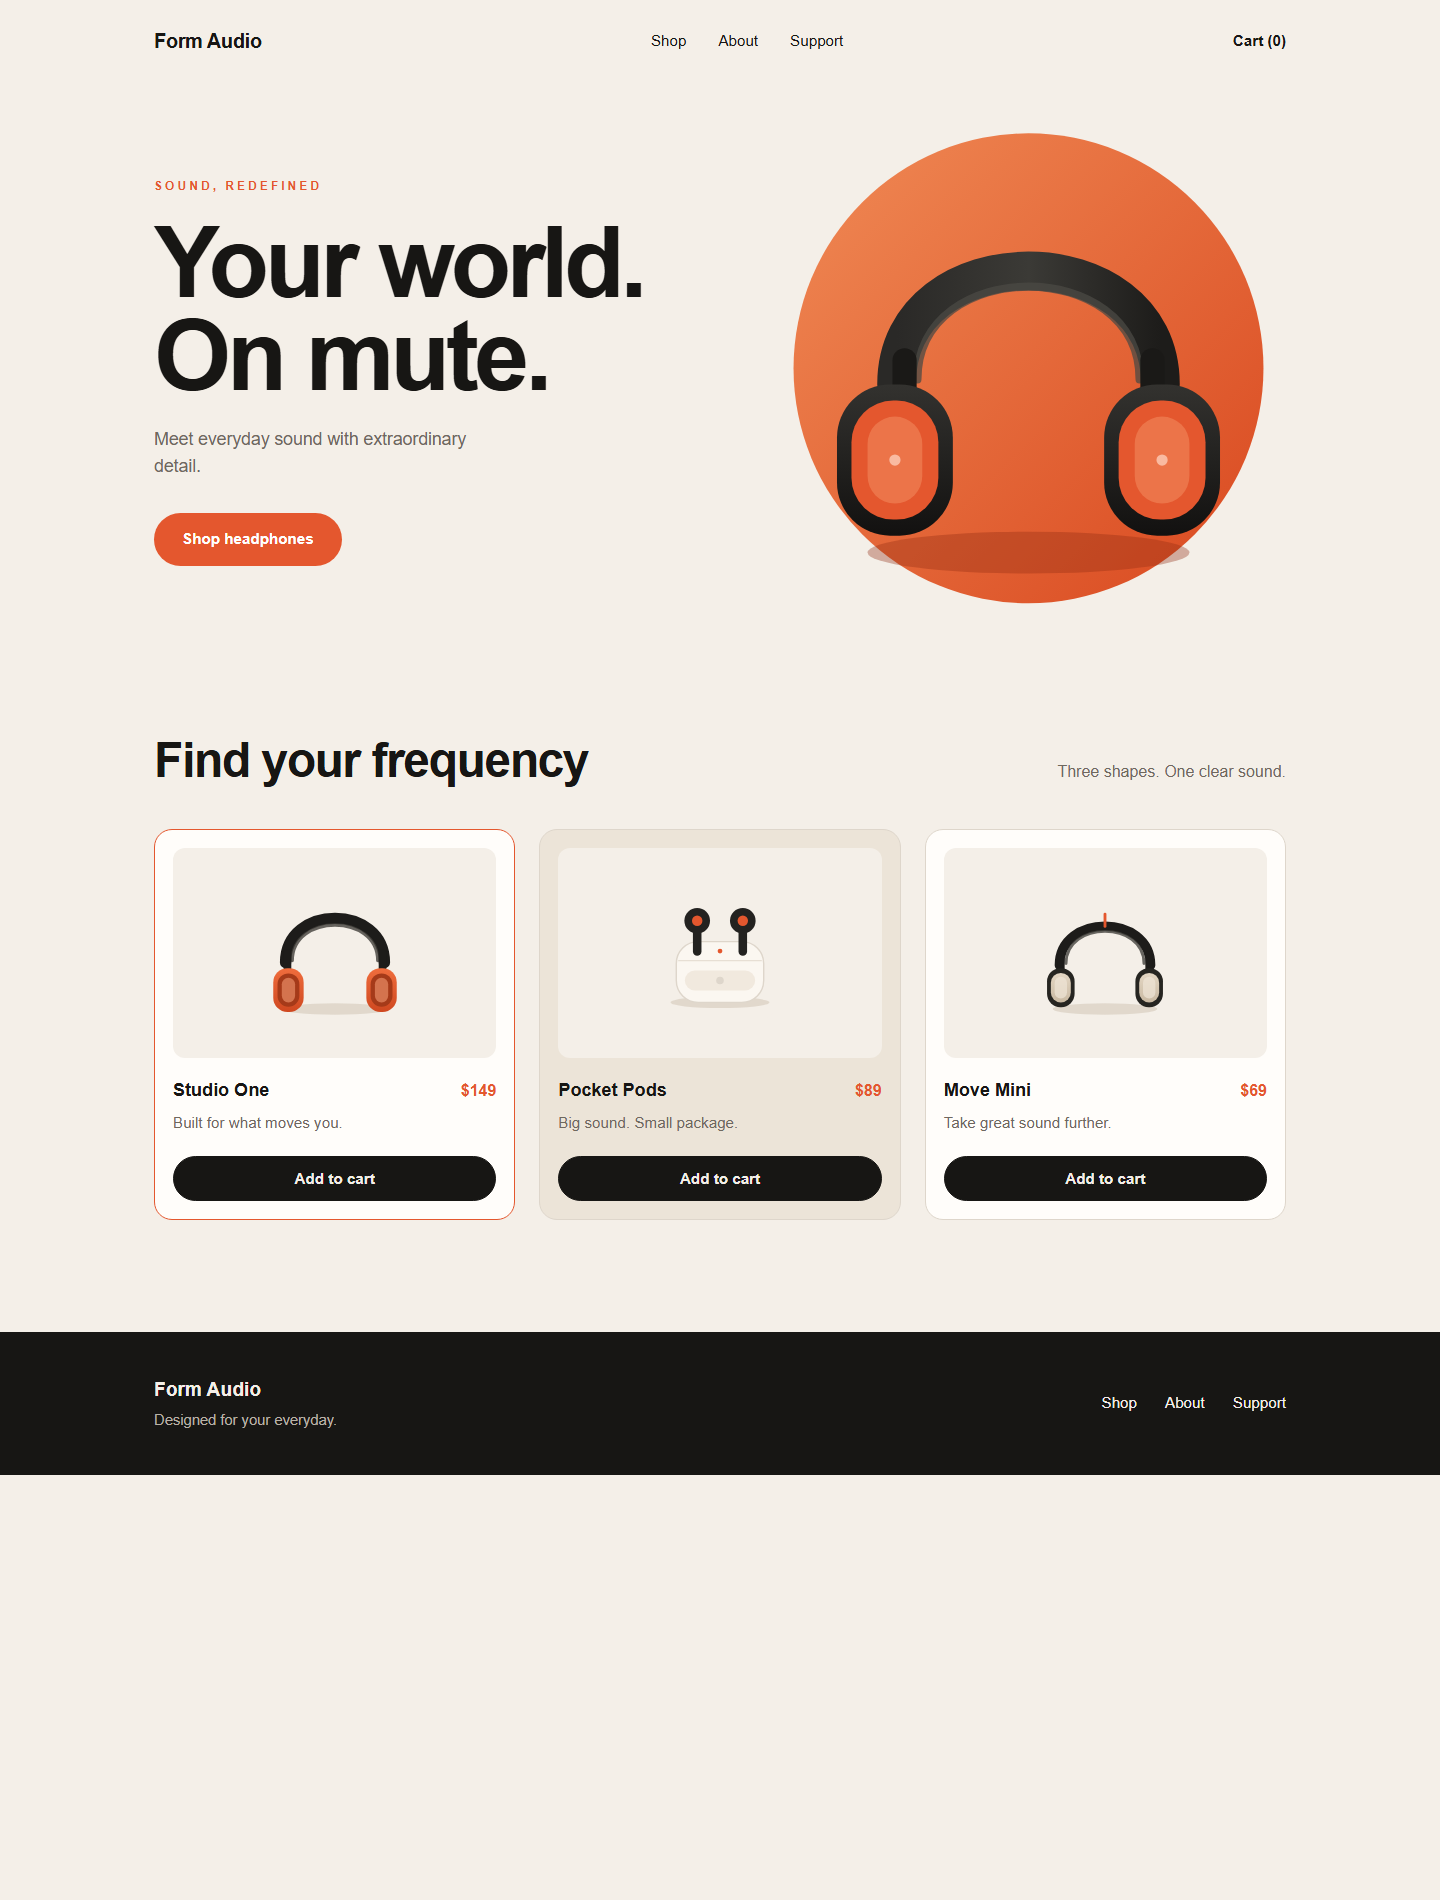 Form Audio
Shop About Support
Cart (0)
SOUND, REDEFINED
Your world.
On mute.
Meet everyday sound with extraordinary
detail.
Shop headphones
Find your frequency
Three shapes. One clear sound.
Studio One $149
Built for what moves you.
Add to cart
Pocket Pods $89
Big sound. Small package.
Add to cart
Move Mini $69
Take great sound further.
Add to cart
Form Audio
Designed for your everyday.
Shop About Support